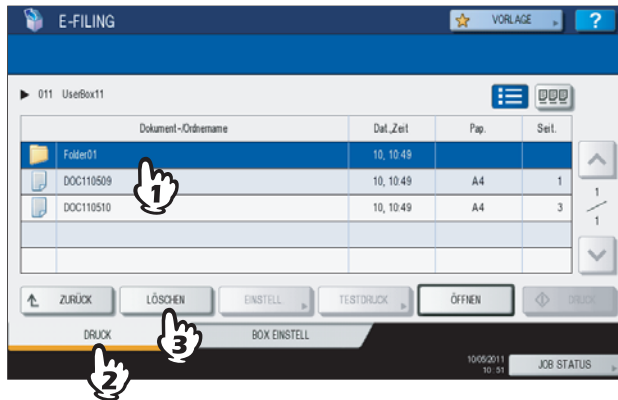 E-FILING VORLAGE ?
011 UserBox11
Dokument-/Ordnername Dat.,Zeit Pap. Seit.
Folder01 10, 10:49
DOC110509 10, 10:49 A4 1
DOC110510 10, 10:49 A4 3
1
1
1
ZURÜCK LÖSCHEN EINSTELL. TESTDRUCK ÖFFNEN DRUCK
DRUCK BOX EINSTELL
3
2
10/05/2011
10:51
JOB STATUS